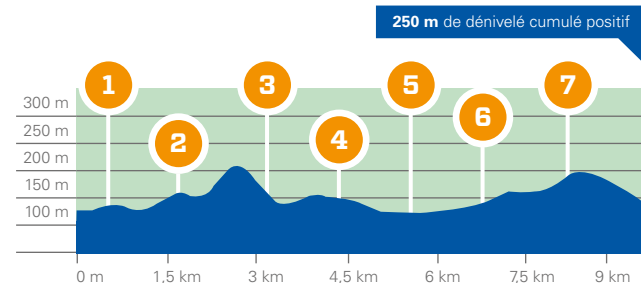 250 m de dénivelé cumulé positif
1
2
3
4
5
6
7
300 m
250 m
200 m
150 m
100 m
0 m 1,5 km 3 km 4,5 km 6 km 7,5 km 9 km